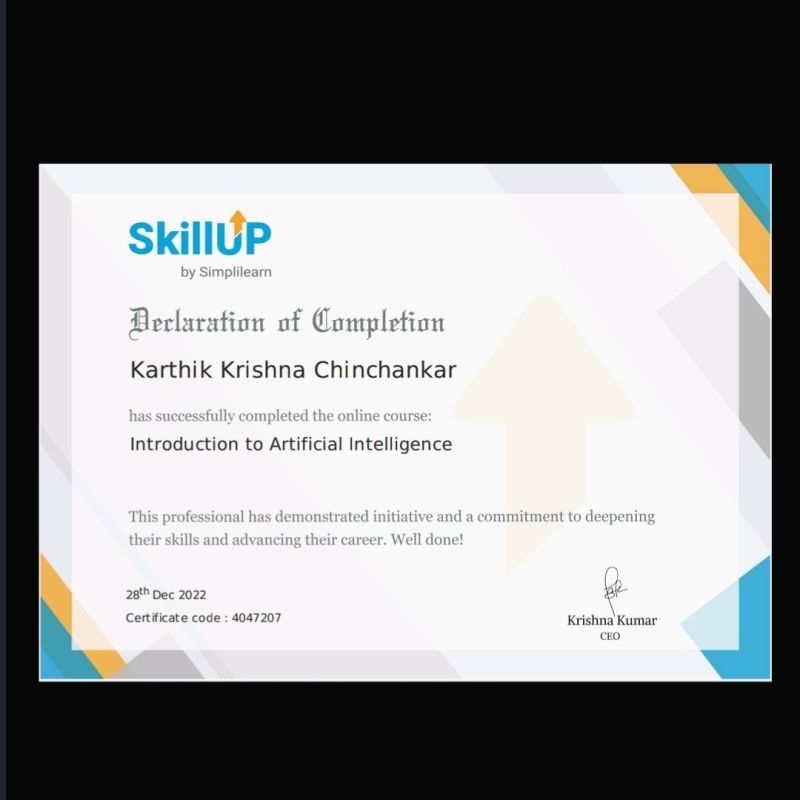 SkillUP
by Simplilearn
Declaration of Completion
Karthik Krishna Chinchankar
has successfully completed the online course:
Introduction to Artificial Intelligence
This professional has demonstrated initiative and a commitment to deepening
their skills and advancing their career. Well done!
28th Dec 2022
Certificate code : 4047207
Krishna Kumar
CEO